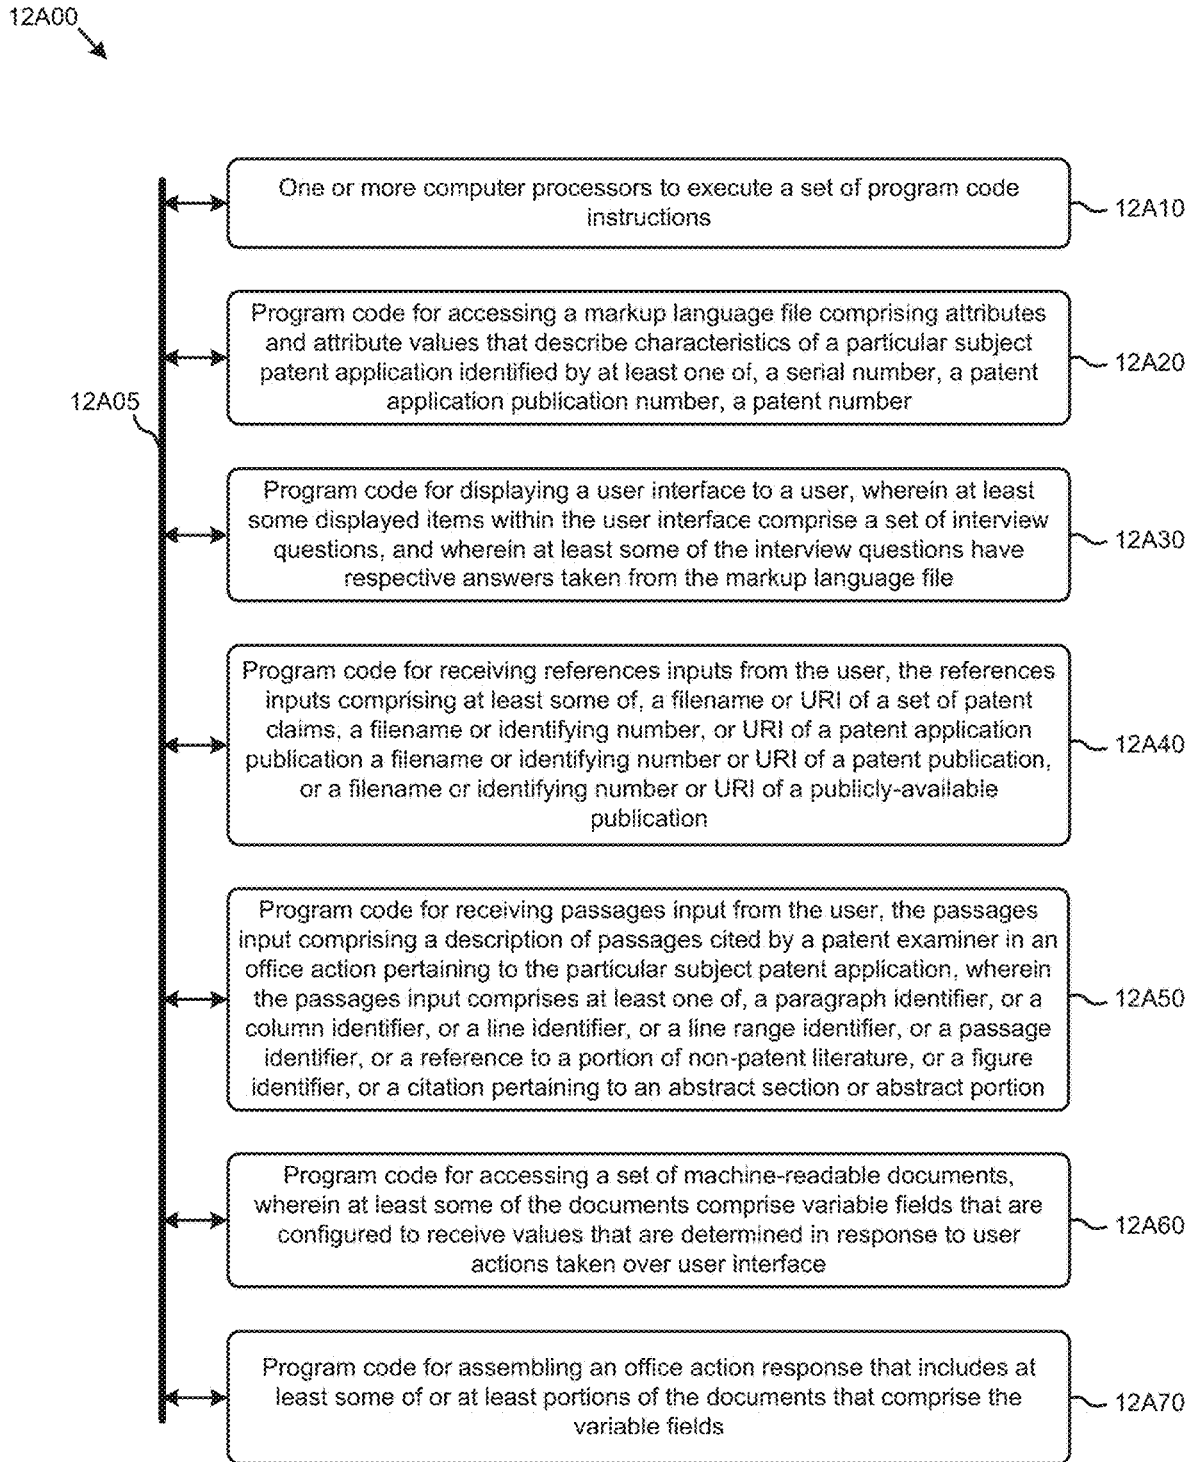 12A00
One or more computer processors to execute a set of program code
instructions
12A10
Program code for accessing a markup language file comprising attributes
and attribute values that describe characteristics of a particular subject
patent application identified by at least one of, a serial number, a patent
application publication number, a patent number
12A20
12A05
Program code for displaying a user interface to a user, wherein at least
some displayed items within the user interface comprise a set of interview
questions, and wherein at least some of the interview questions have
respective answers taken from the markup language file
12A30
Program code for receiving references inputs from the user, the references
inputs comprising at least some of, a filename or URI of a set of patent
claims, a filename or identifying number, or URI of a patent application
publication a filename or identifying number or URI of a patent publication,
or a filename or identifying number or URI of a publicly-available
publication
12A40
Program code for receiving passages input from the user, the passages
input comprising a description of passages cited by a patent examiner in an
office action pertaining to the particular subject patent application, wherein
the passages input comprises at least one of, a paragraph identifier, or a
column identifier, or a line identifier, or a line range identifier, or a passage
identifier, or a reference to a portion of non-patent literature, or a figure
identifier, or a citation pertaining to an abstract section or abstract portion
12A50
Program code for accessing a set of machine-readable documents,
wherein at least some of the documents comprise variable fields that are
configured to receive values that are determined in response to user
actions taken over user interface
12A60
Program code for assembling an office action response that includes at
least some of or at least portions of the documents that comprise the
variable fields
12A70